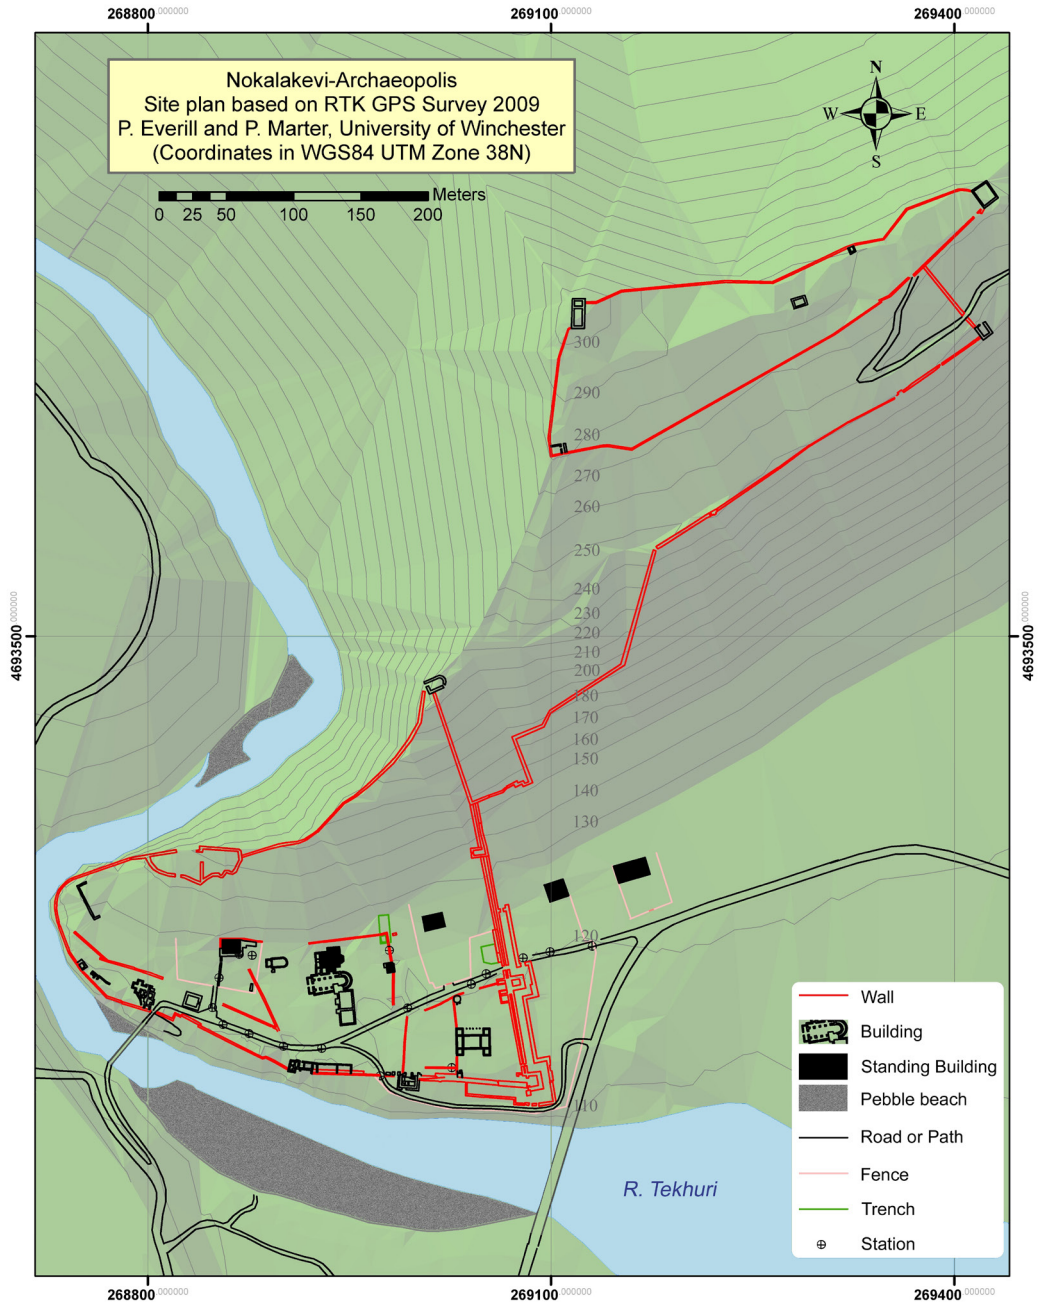 268800.000000 269100.000000 269400.000000
Nokalakevi-Archaeopolis
Site plan based on RTK GPS Survey 2009
P. Everill and P. Marter, University of Winchester
(Coordinates in WGS84 UTM Zone 38N)
N
W E
S
Meters
0 25 50 100 150 200
300
290
280
270
260
250
240
230
220
210
200
180
170
160
150
140
130
120
110
4693500.000000
4693500.000000
R. Tekhuri
Wall
Building
Standing Building
Pebble beach
Road or Path
Fence
Trench
Station
268800.000000 269100.000000 269400.000000